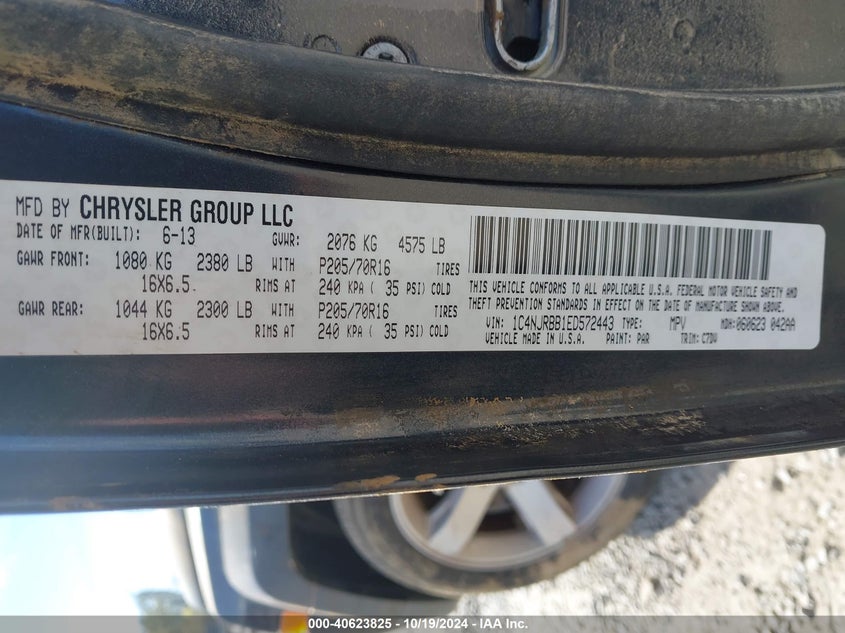 MFD BY CHRYSLER GROUP LLC
DATE OF MFR(BUILT): 6-13 GVWR: 2076 KG 4575 LB
GAWR FRONT: 1080 KG 2380 LB WITH P205/70R16 TIRES
16X6.5 RIMS AT 240 KPA ( 35 PSI) COLD
GAWR REAR: 1044 KG 2300 LB WITH P205/70R16 TIRES
16X6.5 RIMS AT 240 KPA ( 35 PSI) COLD
THIS VEHICLE CONFORMS TO ALL APPLICABLE U.S.A. FEDERAL MOTOR VEHICLE SAFETY AND
THEFT PREVENTION STANDARDS IN EFFECT ON THE DATE OF MANUFACTURE SHOWN ABOVE.
VIN: 1C4NJRBB1ED572443 TYPE: MPV MDH: 060623 042AA
VEHICLE MADE IN U.S.A. PAINT: PAR TRIM: C7DV
000-40623825 - 10/19/2024 - IAA Inc.